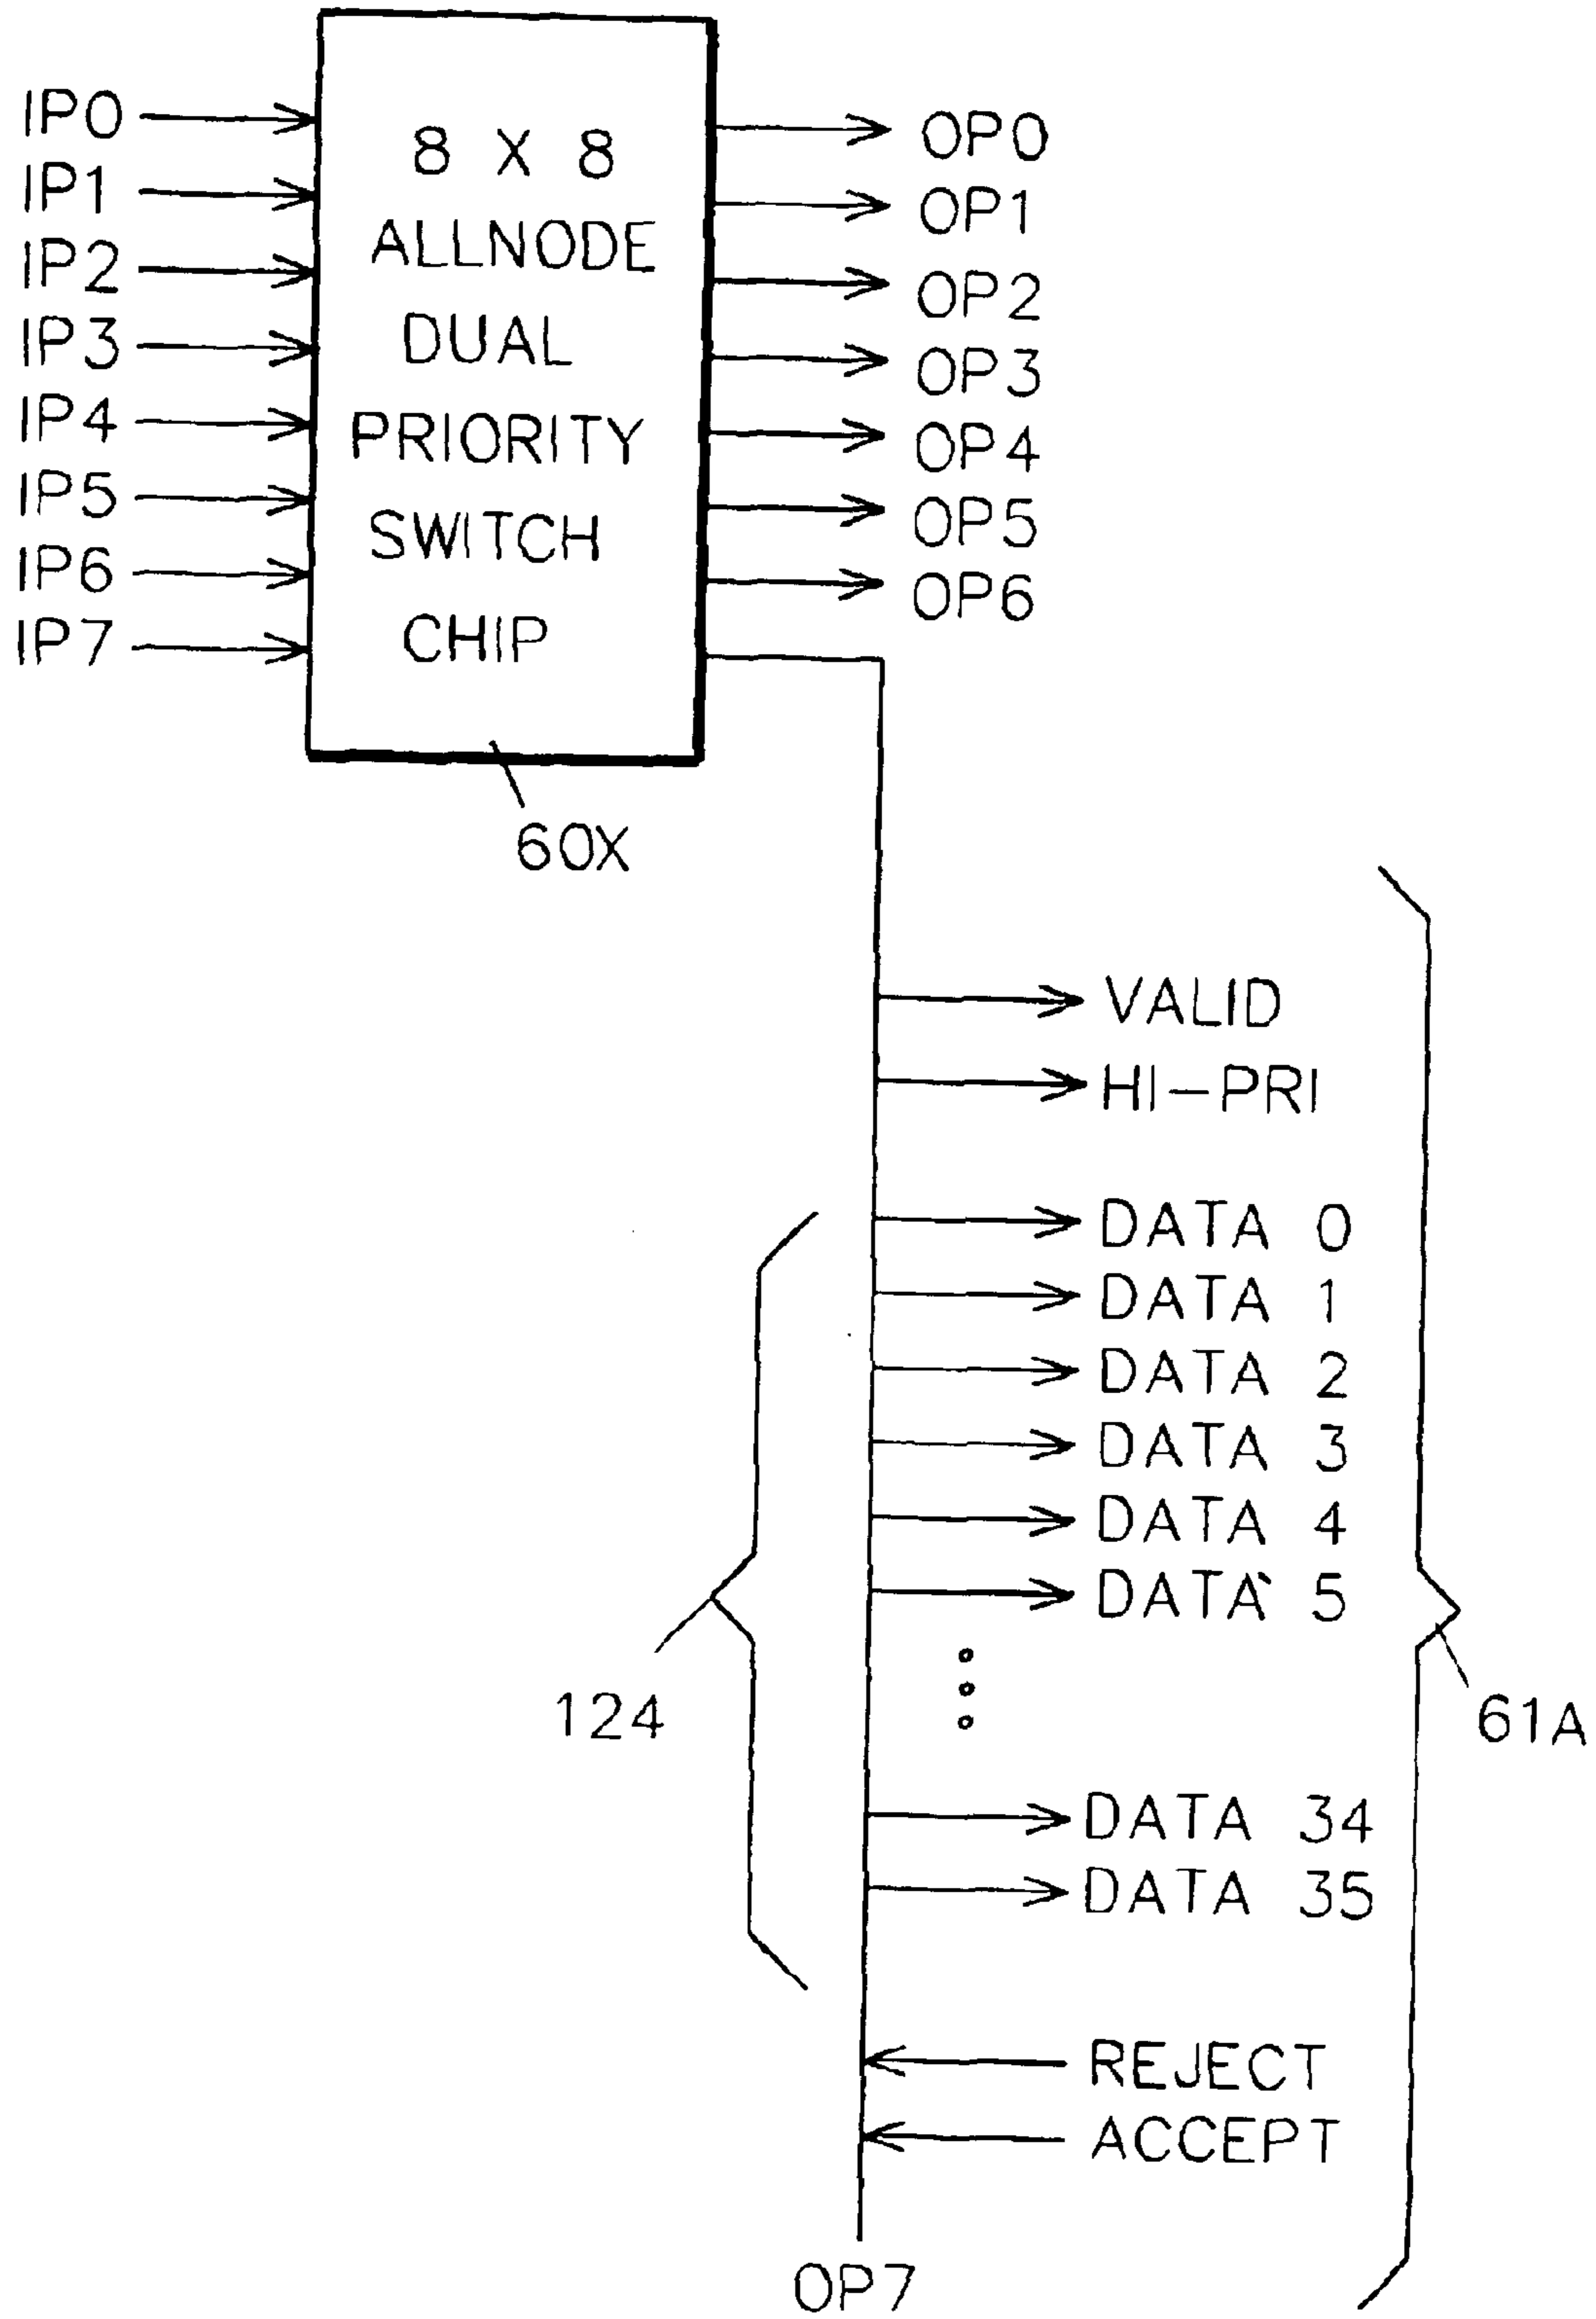 IP0
IP1
IP2
IP3
IP4
IP5
IP6
IP7
8 X 8
ALLNODE
DUAL
PRIORITY
SWITCH
CHIP
OP0
OP1
OP2
OP3
OP4
OP5
OP6
60X
VALID
HI-PRI
DATA 0
DATA 1
DATA 2
DATA 3
DATA 4
DATA 5
124
61A
DATA 34
DATA 35
REJECT
ACCEPT
OP7